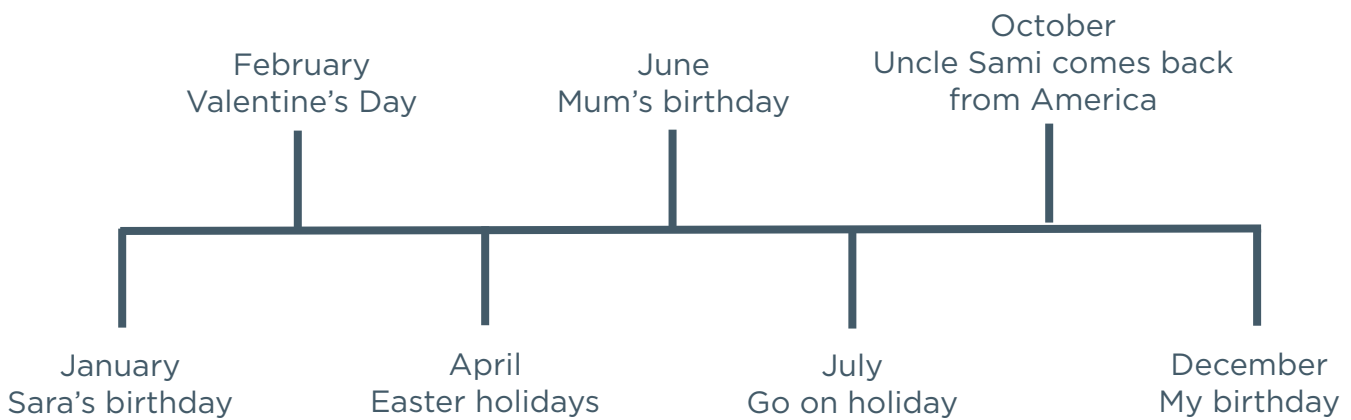 October
Uncle Sami comes back
from America
February
Valentine’s Day
June
Mum’s birthday
January
Sara’s birthday
April
Easter holidays
July
Go on holiday
December
My birthday